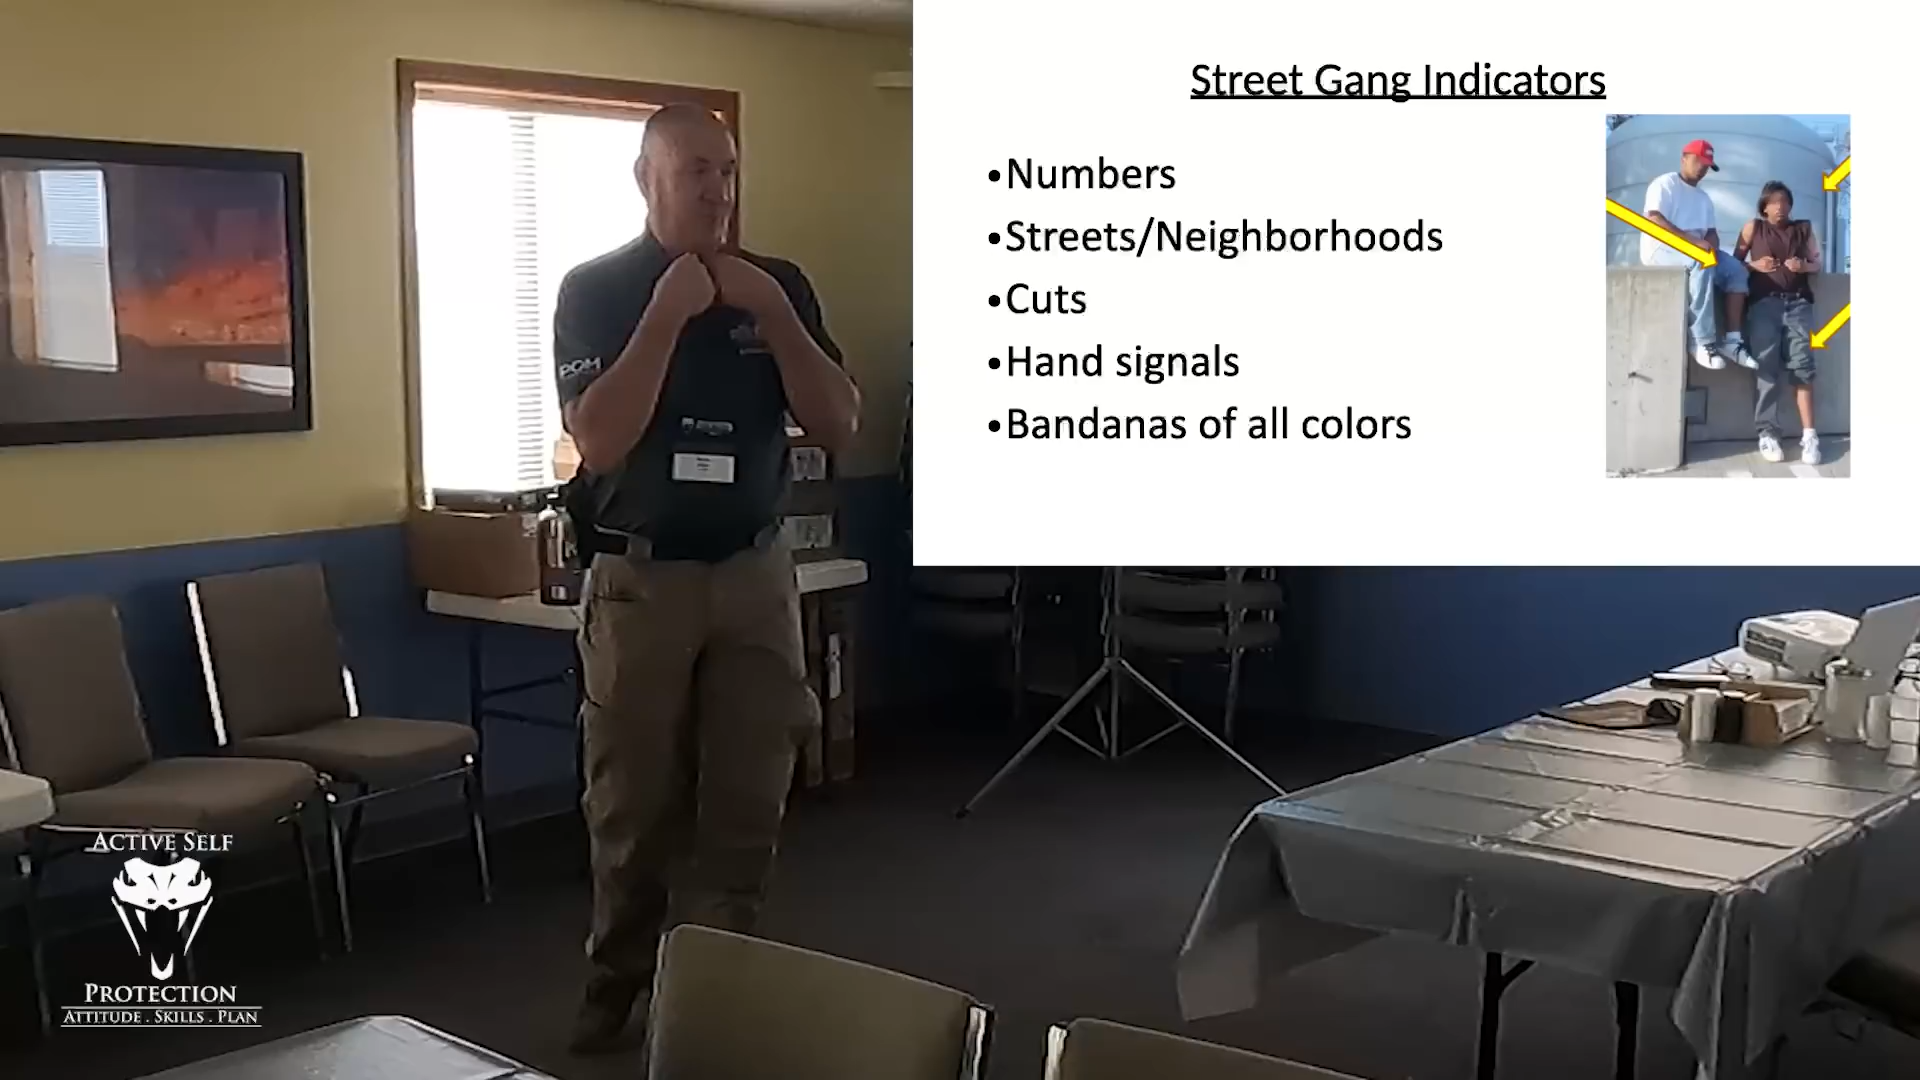 Street Gang Indicators
•Numbers
•Streets/Neighborhoods
•Cuts
•Hand signals
•Bandanas of all colors
ACTIVE SELF
PROTECTION
ATTITUDE . SKILLS . PLAN